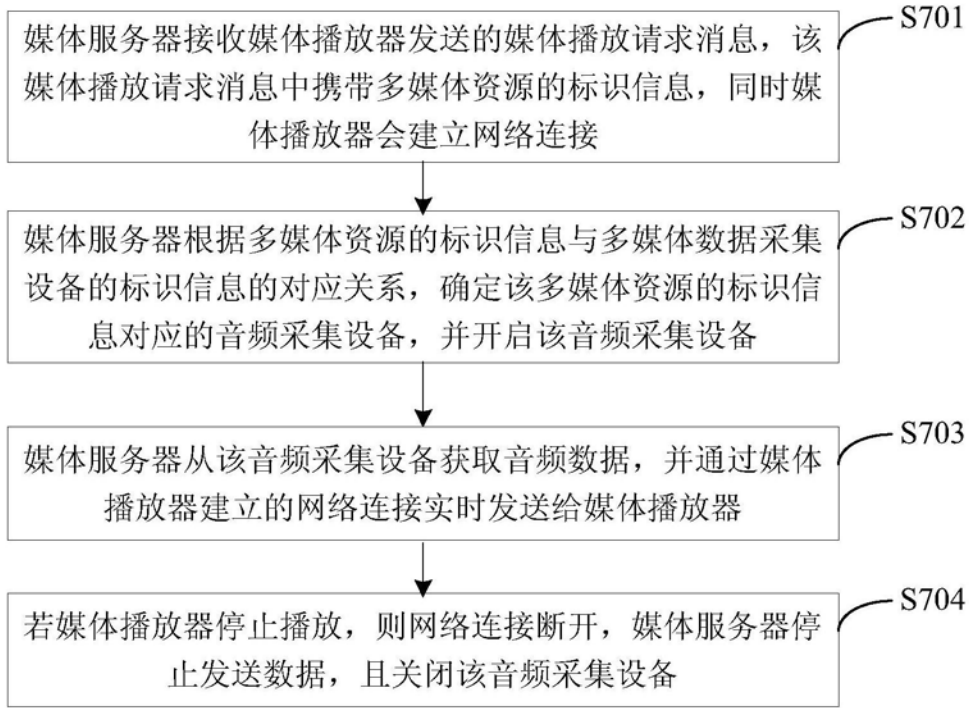 S701
媒体服务器接收媒体播放器发送的媒体播放请求消息，该
媒体播放请求消息中携带多媒体资源的标识信息，同时媒
体播放器会建立网络连接
S702
媒体服务器根据多媒体资源的标识信息与多媒体数据采集
设备的标识信息的对应关系，确定该多媒体资源的标识信
息对应的音频采集设备，并开启该音频采集设备
S703
媒体服务器从该音频采集设备获取音频数据，并通过媒体
播放器建立的网络连接实时发送给媒体播放器
S704
若媒体播放器停止播放，则网络连接断开，媒体服务器停
止发送数据，且关闭该音频采集设备